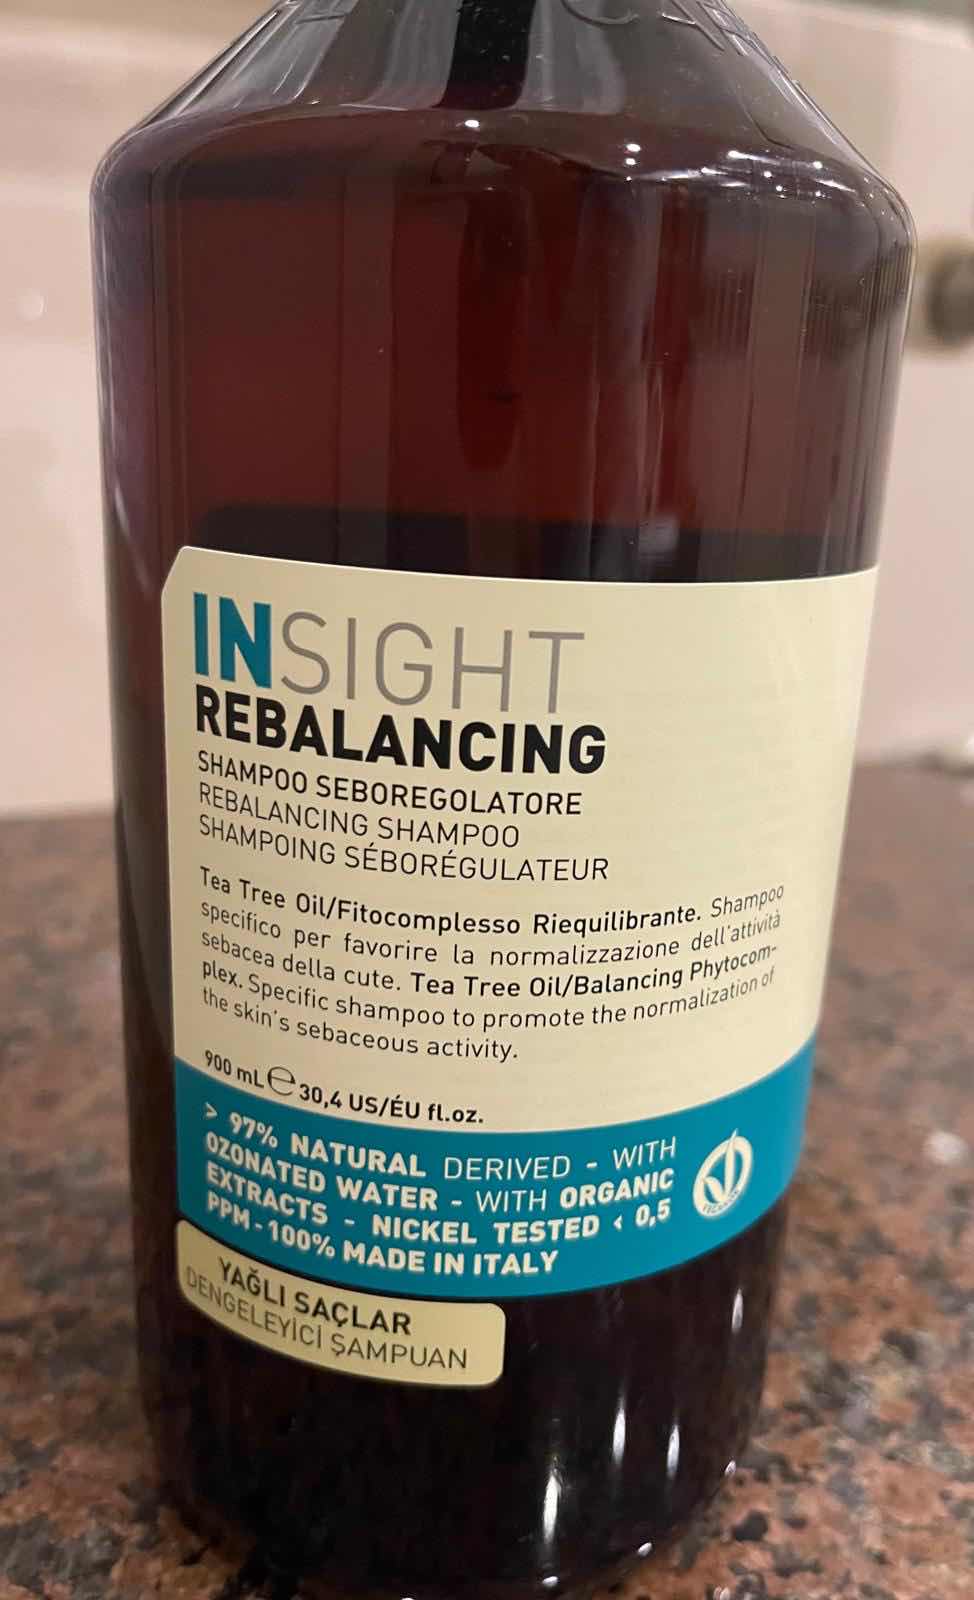 INSIGHT
REBALANCING
SHAMPOO SEBOREGOLATORE
REBALANCING SHAMPOO
SHAMPOING SÉBORÉGULATEUR
Tea Tree Oil/Fitocomplesso Riequilibrante. Shampoo
specifico per favorire la normalizzazione dell'attività
sebacea della cute. Tea Tree Oil/Balancing Phytocom-
plex. Specific shampoo to promote the normalization of
the skin's sebaceous activity.
900 mL ℮ 30,4 US/ÉU fl.oz.
> 97% NATURAL DERIVED - WITH
OZONATED WATER - WITH ORGANIC
EXTRACTS - NICKEL TESTED < 0,5
PPM - 100% MADE IN ITALY
YAĞLI SAÇLAR
DENGELEYİCİ ŞAMPUAN